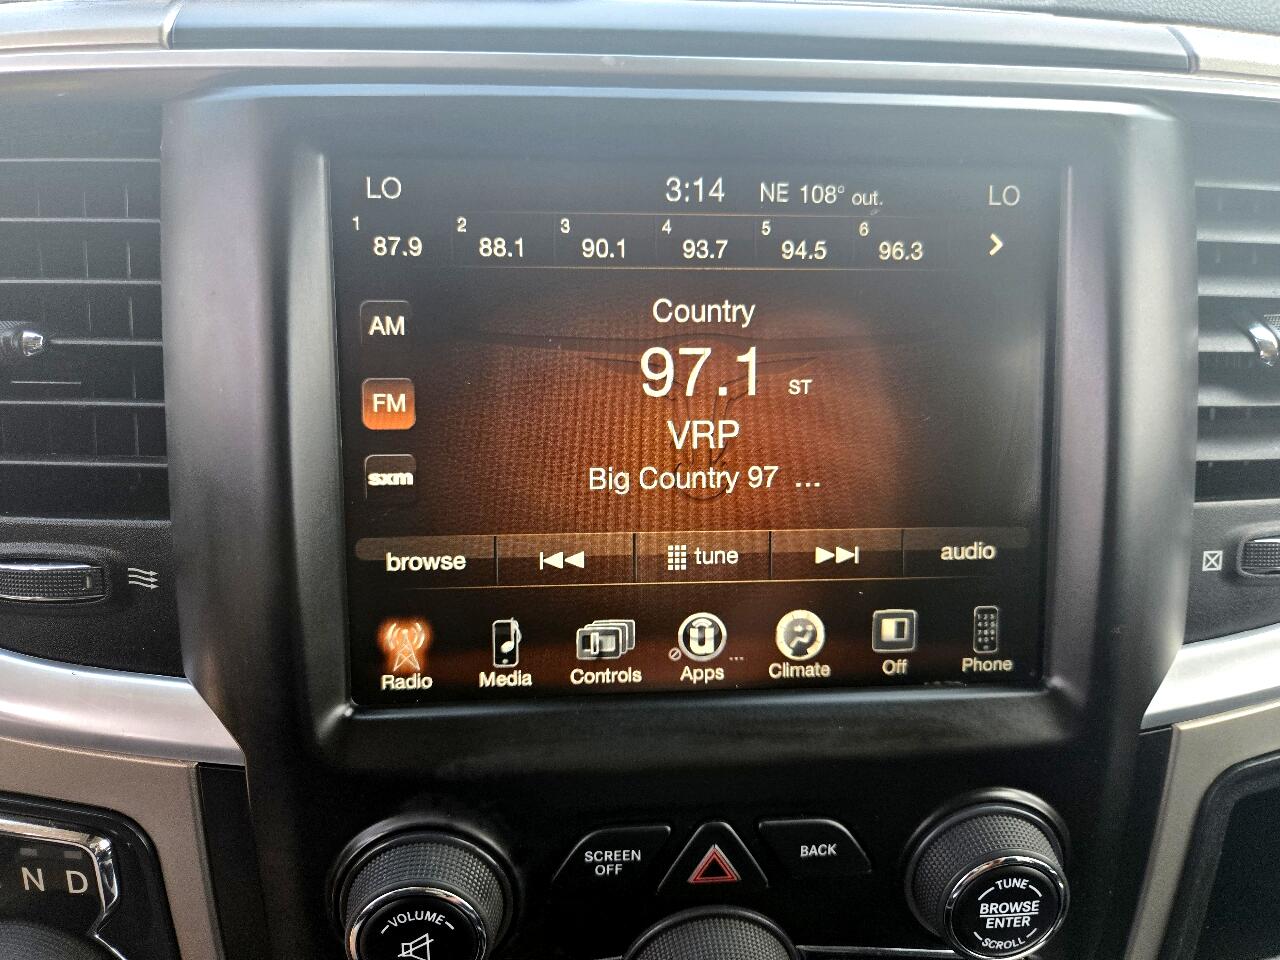 LO 3:14 NE 108° out. LO
1 87.9 2 88.1 3 90.1 4 93.7 5 94.5 6 96.3
Country
AM
97.1 ST
FM
VRP
Big Country 97 ...
sxm
browse tune audio
Radio Media Controls Apps ... Climate Off Phone
SCREEN
OFF
BACK
N D
VOLUME
TUNE
BROWSE
ENTER
SCROLL